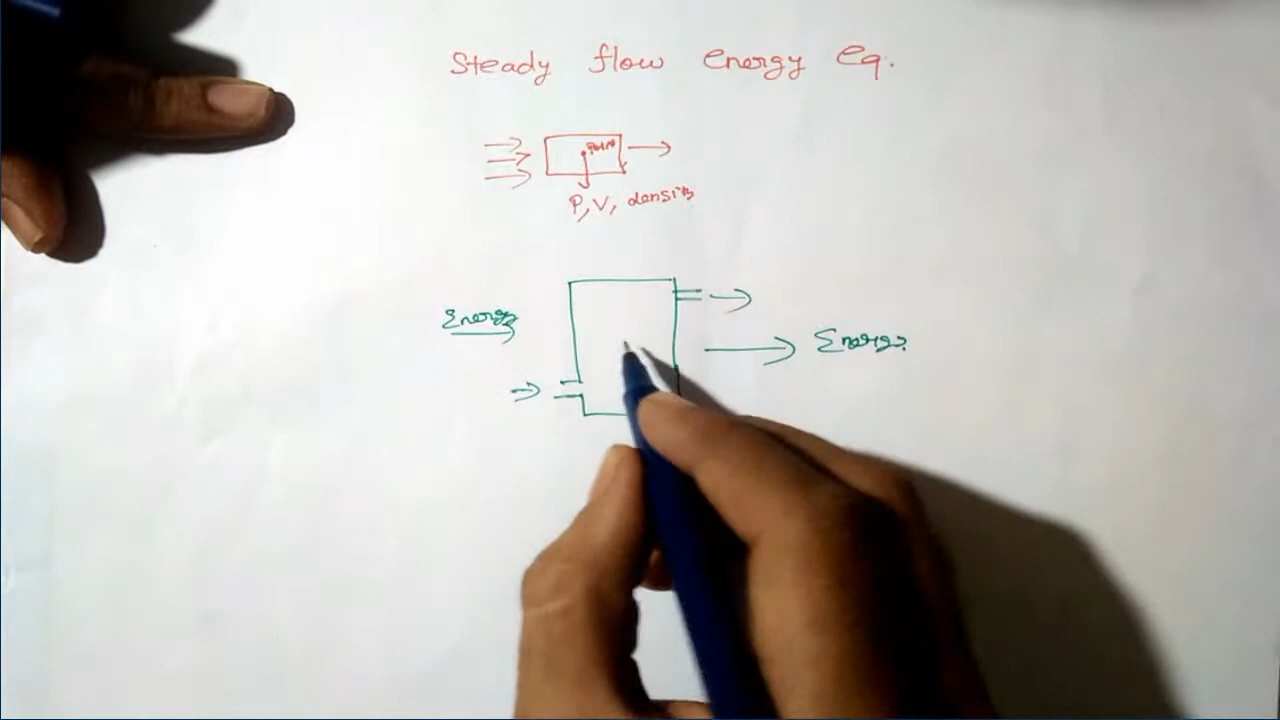 Steady flow energy eq.
Point
P, V, density
Energy
Energy